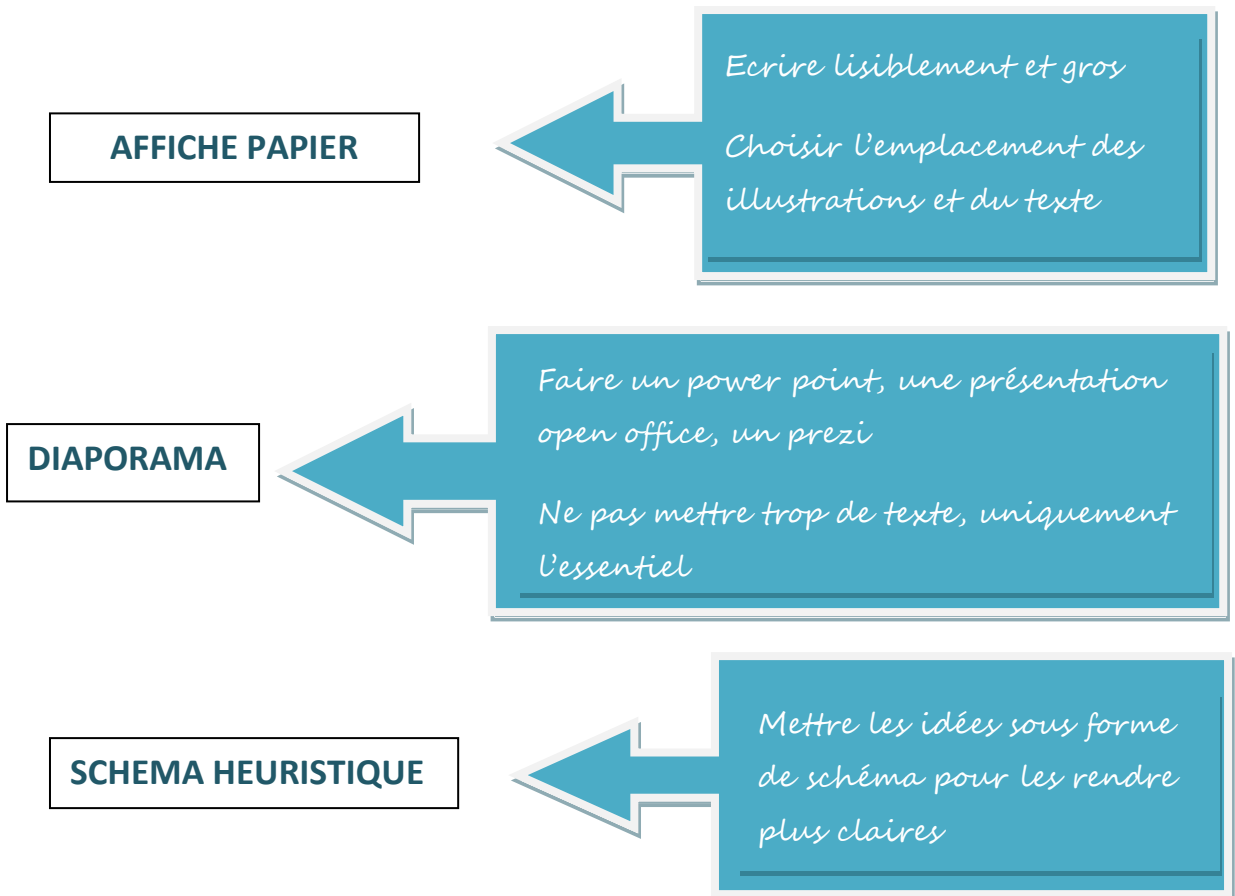 AFFICHE PAPIER
Ecrire lisiblement et gros
Choisir l'emplacement des
illustrations et du texte
DIAPORAMA
Faire un power point, une présentation
open office, un prezi
Ne pas mettre trop de texte, uniquement
l'essentiel
SCHEMA HEURISTIQUE
Mettre les idées sous forme
de schéma pour les rendre
plus claires